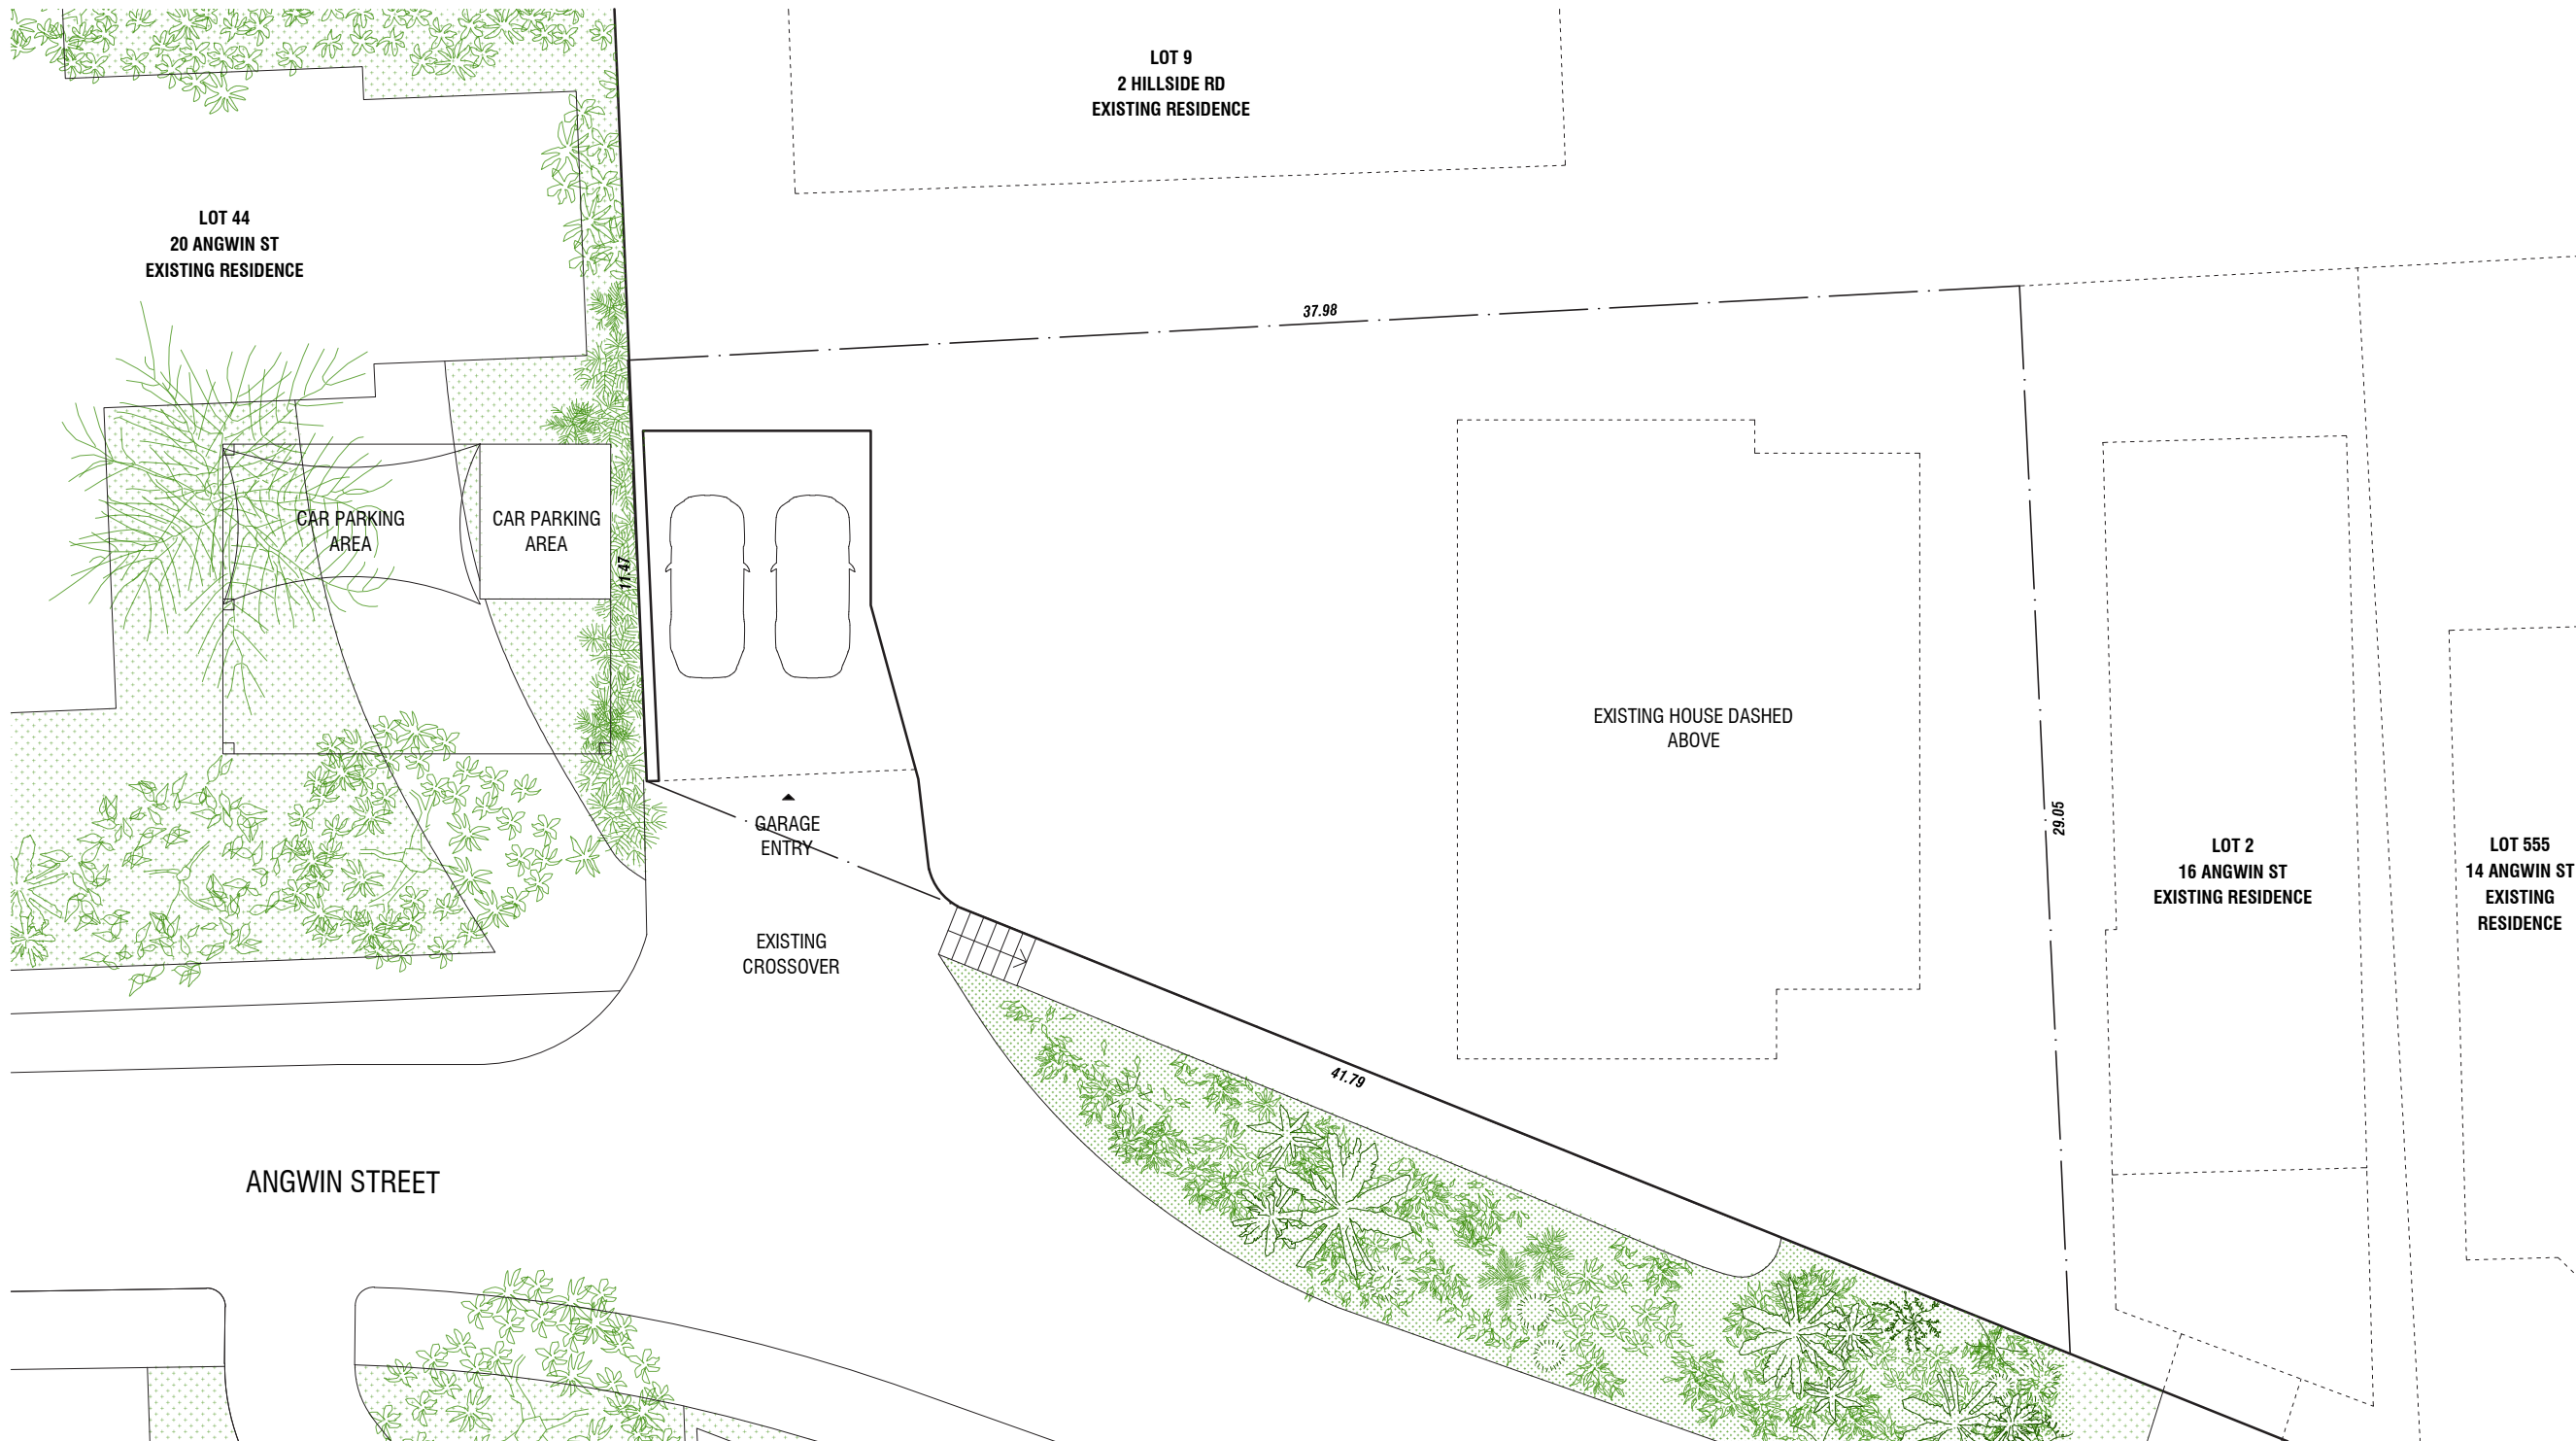 LOT 9
2 HILLSIDE RD
EXISTING RESIDENCE
LOT 44
20 ANGWIN ST
EXISTING RESIDENCE
37.98
CAR PARKING
AREA
CAR PARKING
AREA
11.47
EXISTING HOUSE DASHED
ABOVE
29.05
GARAGE
ENTRY
LOT 2
16 ANGWIN ST
EXISTING RESIDENCE
LOT 555
14 ANGWIN ST
EXISTING
RESIDENCE
EXISTING
CROSSOVER
41.79
ANGWIN STREET